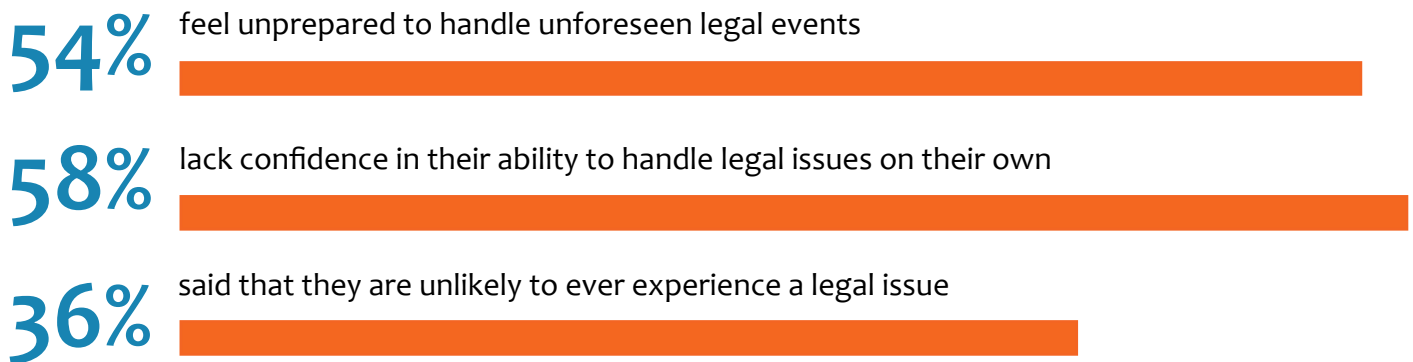 54% feel unprepared to handle unforeseen legal events
58% lack confidence in their ability to handle legal issues on their own
36% said that they are unlikely to ever experience a legal issue